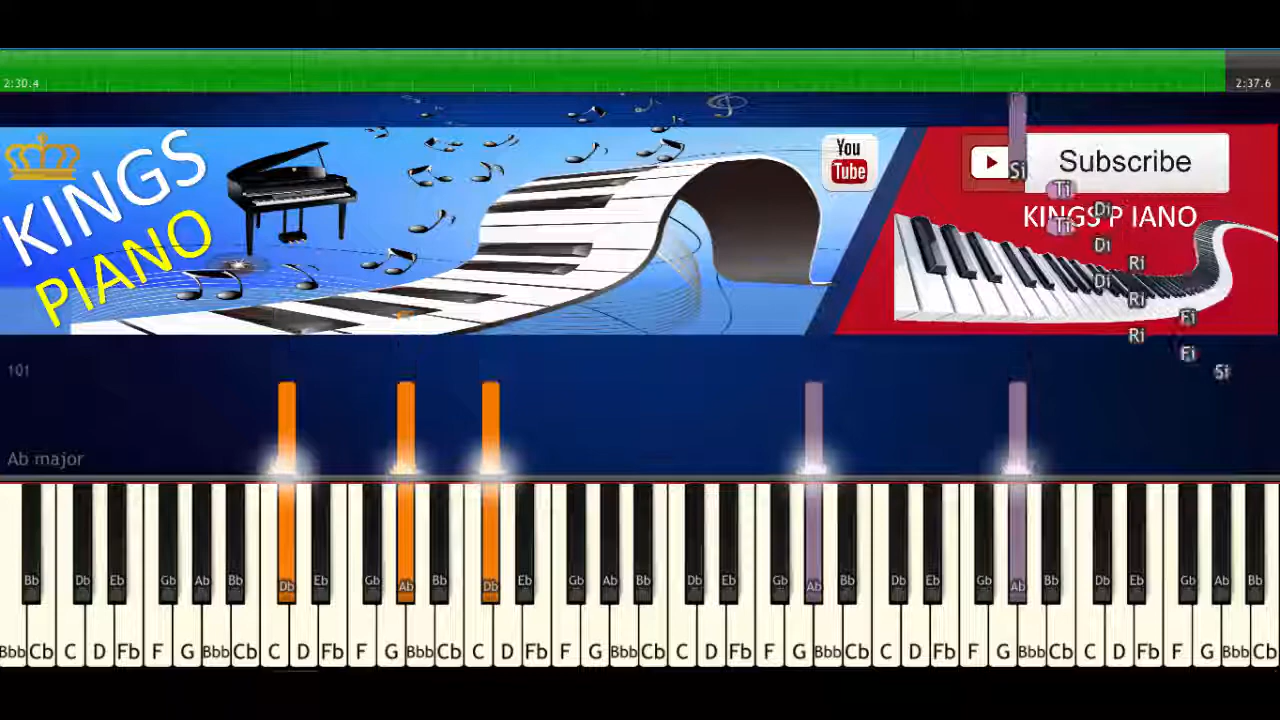 2:30.4
2:37.6
KINGS
PIANO
You
Tube
Subscribe
KINGS P IANO
Si
Ti
Di
Ti
Di
Ri
Di
Ri
Fi
Ri
Fi
Si
101
Ab major
Bb Db Eb Gb Ab Bb Db Eb Gb Ab Bb Db Eb Gb Ab Bb Db Eb Gb Ab Bb Db Eb Gb Ab Bb Db Eb Gb Ab Bb
Bbb Cb C D Fb F G Bbb Cb C D Fb F G Bbb Cb C D Fb F G Bbb Cb C D Fb F G Bbb Cb C D Fb F G Bbb Cb C D Fb F G Bbb Cb